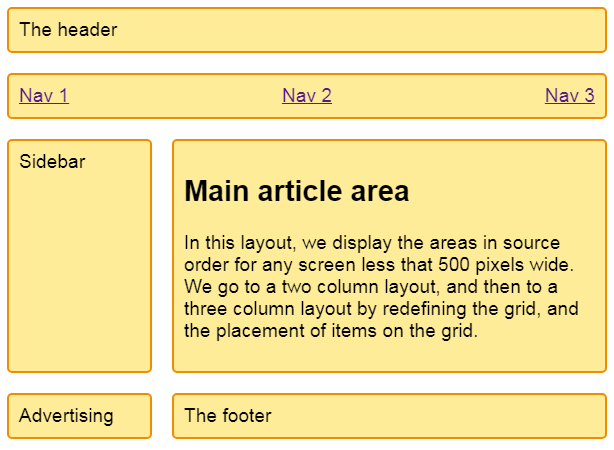 The header
Nav 1 Nav 2 Nav 3
Sidebar
Main article area
In this layout, we display the areas in source
order for any screen less that 500 pixels wide.
We go to a two column layout, and then to a
three column layout by redefining the grid, and
the placement of items on the grid.
Advertising
The footer